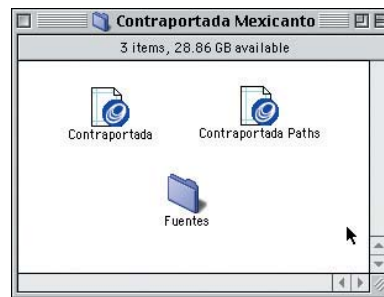 Contraportada Mexicanto
3 items, 28.86 GB available
Contraportada
Contraportada Paths
Fuentes